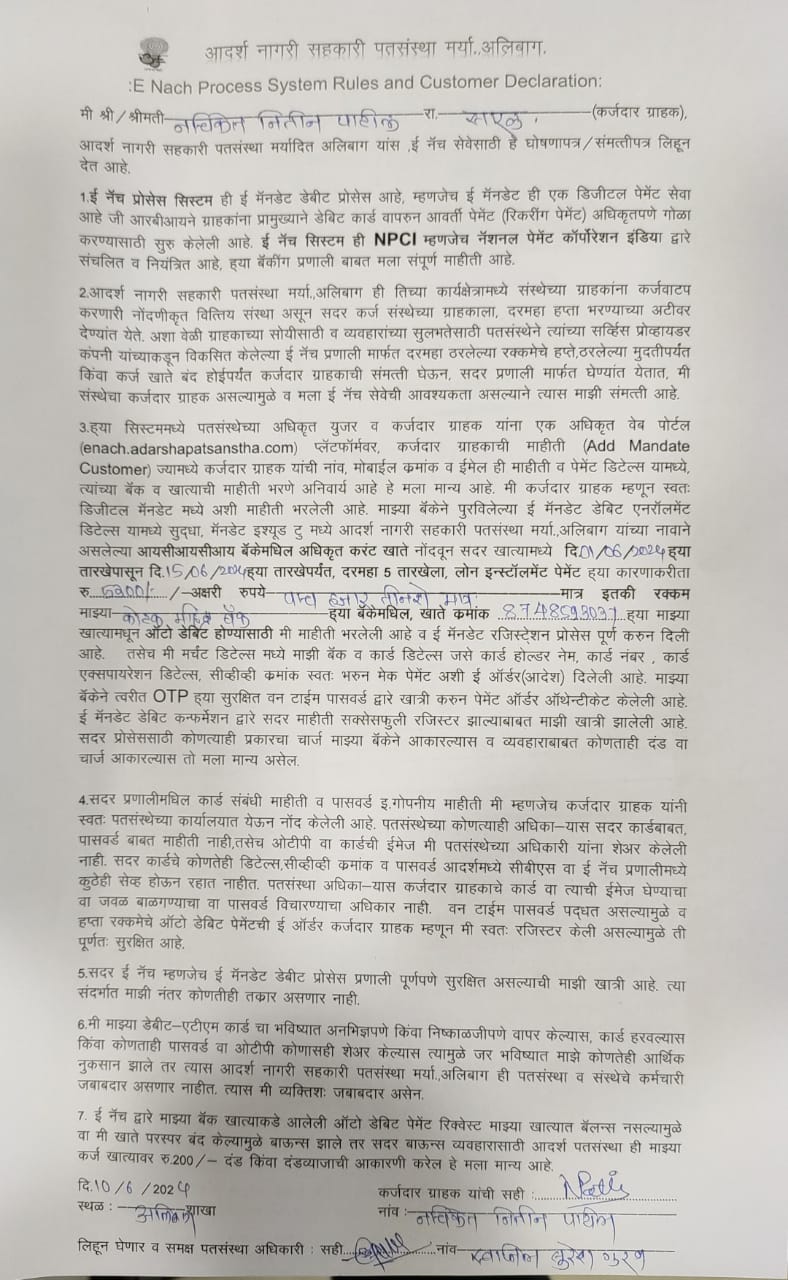 आदर्श नागरी सहकारी पतसंस्था मर्या.,अलिबाग.
:E Nach Process System Rules and Customer Declaration:
मी श्री/श्रीमती नचिकेत नितीन पाटील रा. (कर्जदार ग्राहक),
आदर्श नागरी सहकारी पतसंस्था मर्यादित अलिबाग यांस ,ई नॅच सेवेसाठी हे घोषणापत्र/संमत्तीपत्र लिहून
देत आहे.
1.ई नॅच प्रोसेस सिस्टम ही ई मॅनडेट डेबीट प्रोसेस आहे, म्हणजेच ई मॅनडेट ही एक डिजिटल पेमेंट सेवा
आहे जी आरबीआयने ग्राहकांना प्रामुख्याने डेबिट कार्ड वापरुन आवर्ती पेमेंट (रिकरींग पेमेंट) अधिकृतपणे गोळा
करण्यासाठी सुरु केलेली आहे. ई नॅच सिस्टम ही NPCI म्हणजेच नॅशनल पेमेंट कॉर्पोरेशन इंडिया द्वारे
संचलित व नियंत्रित आहे, हया बॅकींग प्रणाली बाबत मला संपूर्ण माहीती आहे.
2.आदर्श नागरी सहकारी पतसंस्था मर्या.,अलिबाग ही तिच्या कार्यक्षेत्रामध्ये संस्थेच्या ग्राहकांना कर्जवाटप
करणारी नोंदणीकृत वित्तिय संस्था असून सदर कर्ज संस्थेच्या ग्राहकाला, दरमहा हप्ता भरण्याच्या अटीवर
देण्यांत येते. अशा वेळी ग्राहकाच्या सोयीसाठी व व्यवहारांच्या सुलभतेसाठी पतसंस्थेने त्यांच्या सर्व्हिस प्रोव्हायडर
कंपनी यांच्याकडून विकसित केलेल्या ई नॅच प्रणाली मार्फत दरमहा ठरलेल्या रक्कमेचे हप्ते,ठरलेल्या मुदतीपर्यंत
किंवा कर्ज खाते बंद होईपर्यंत कर्जदार ग्राहकाची संमत्ती घेऊन, सदर प्रणाली मार्फत घेण्यांत येतात, मी
संस्थेचा कर्जदार ग्राहक असल्यामुळे व मला ई नॅच सेवेची आवश्यकता असल्याने त्यास माझी संमत्ती आहे.
3.हया सिस्टममध्ये पतसंस्थेच्या अधिकृत युजर व कर्जदार ग्राहक यांना एक अधिकृत वेब पोर्टल
(enach.adarshapatsanstha.com) प्लॅटफॉर्मवर, कर्जदार ग्राहकाची माहीती (Add Mandate
Customer) ज्यामध्ये कर्जदार ग्राहक यांची नांव, मोबाईल क्रमांक व ईमेल ही माहीती व पेमेंट डिटेल्स यामध्ये,
त्यांच्या बॅंक व खात्याची माहीती भरणे अनिवार्य आहे हे मला मान्य आहे. मी कर्जदार ग्राहक म्हणून स्वतः
डिजीटल मॅनडेट मध्ये अशी माहीती भरलेली आहे. माझ्या बॅकेने पुरविलेल्या ई मॅनडेट डेबिट एनरॉलमेंट
डिटेल्स यामध्ये सुद्धा, मॅनडेट इश्यूड टु मध्ये आदर्श नागरी सहकारी पतसंस्था मर्या.,अलिबाग यांच्या नावाने
असलेल्या आयसीआयसीआय बॅकेमधिल अधिकृत करंट खाते नोंदवून सदर खात्यामध्ये दि.01/06/2024 हया
तारखेपासून दि.15/06/ हया तारखेपर्यंत, दरमहा 5 तारखेला, लोन इन्स्टॉलमेंट पेमेंट हया कारणाकरीता
रु 5300/- /-अक्षरी रुपये पाच हजार तीनशे मात्र मात्र इतकी रक्कम
माझ्या कोटक महिंद्र बँक हया बॅकेमधिल, खाते क्रमांक 8748593037 हया माझ्या
खात्यामधून ऑटो डेबिट होण्यासाठी मी माहीती भरलेली आहे व ई मॅनडेट रजिस्ट्रेशन प्रोसेस पूर्ण करुन दिली
आहे. तसेच मी मर्चंट डिटेल्स मध्ये माझी बॅक व कार्ड डिटेल्स जसे कार्ड होल्डर नेम, कार्ड नंबर , कार्ड
एक्सपायरेशन डिटेल्स, सीव्हीव्ही क्रमांक स्वतः भरुन मेक पेमेंट अशी ई ऑर्डर(आदेश) दिलेली आहे. माझ्या
बॅकेने त्वरीत OTP हया सुरक्षित वन टाईम पासवर्ड द्वारे खात्री करुन पेमेंट ऑर्डर ऑथेन्टीकेट केलेली आहे.
ई मॅनडेट डेबिट कन्फर्मेशन द्वारे सदर माहीती सक्सेसफुली रजिस्टर झाल्याबाबत माझी खात्री झालेली आहे.
सदर प्रोसेससाठी कोणत्याही प्रकारचा चार्ज माझ्या बॅकेने आकारल्यास व व्यवहाराबाबत कोणताही दंड वा
चार्ज आकारल्यास तो मला मान्य असेल.
4.सदर प्रणालीमधिल कार्ड संबंधी माहीती व पासवर्ड इ.गोपनीय माहीती मी म्हणजेच कर्जदार ग्राहक यांनी
स्वतः पतसंस्थेच्या कार्यालयात येऊन नोंद केलेली आहे. पतसंस्थेच्या कोणत्याही अधिका-यास सदर कार्डबाबत,
पासवर्ड बाबत माहीती नाही,तसेच ओटीपी वा कार्डची ईमेज मी पतसंस्थेच्या अधिकारी यांना शेअर केलेली
नाही. सदर कार्डचे कोणतेही डिटेल्स,सीव्हीव्ही क्रमांक व पासवर्ड आदर्शमध्ये सीबीएस वा ई नॅच प्रणालीमध्ये
कुठेही सेव्ह होऊन रहात नाहीत. पतसंस्था अधिका-यास कर्जदार ग्राहकाचे कार्ड वा त्याची ईमेज घेण्याचा
वा जवळ बाळगण्याचा वा पासवर्ड विचारण्याचा अधिकार नाही. वन टाईम पासवर्ड पद्धत असल्यामुळे व
हप्ता रक्कमेचे ऑटो डेबिट पेमेंटची ई ऑर्डर कर्जदार ग्राहक म्हणून मी स्वतः रजिस्टर केली असल्यामुळे ती
पूर्णतः सुरक्षित आहे.
5.सदर ई नॅच म्हणजेच ई मॅनडेट डेबीट प्रोसेस प्रणाली पूर्णपणे सुरक्षित असल्याची माझी खात्री आहे. त्या
संदर्भात माझी नंतर कोणतीही तक्रार असणार नाही.
6.मी माझ्या डेबीट–एटीएम कार्ड चा भविष्यात अनभिज्ञपणे किंवा निष्काळजीपणे वापर केल्यास, कार्ड हरवल्यास
किंवा कोणताही पासवर्ड वा ओटीपी कोणासही शेअर केल्यास त्यामुळे जर भविष्यात माझे कोणतेही आर्थिक
नुकसान झाले तर त्यास आदर्श नागरी सहकारी पतसंस्था मर्या.,अलिबाग ही पतसंस्था व संस्थेचे कर्मचारी
जबाबदार असणार नाहीत. त्यास मी व्यक्तिशः जबाबदार असेन.
7. ई नॅच द्वारे माझ्या बॅक खात्याकडे आलेली ऑटो डेबिट पेमेंट रिक्वेस्ट माझ्या खात्यात बॅलन्स नसल्यामुळे
वा मी खाते परस्पर बंद केल्यामुळे बाऊन्स झाले तर सदर बाऊन्स व्यवहारासाठी आदर्श पतसंस्था ही माझ्या
कर्ज खात्यावर रु.200/– दंड किंवा दंडव्याजाची आकारणी करेल हे मला मान्य आहे.
दि.10/6/2024 कर्जदार ग्राहक यांची सही :
स्थळ : अलिबाग शाखा नांव : नचिकेत नितीन पाटील
लिहून घेणार व समक्ष पतसंस्था अधिकारी : सही नांव